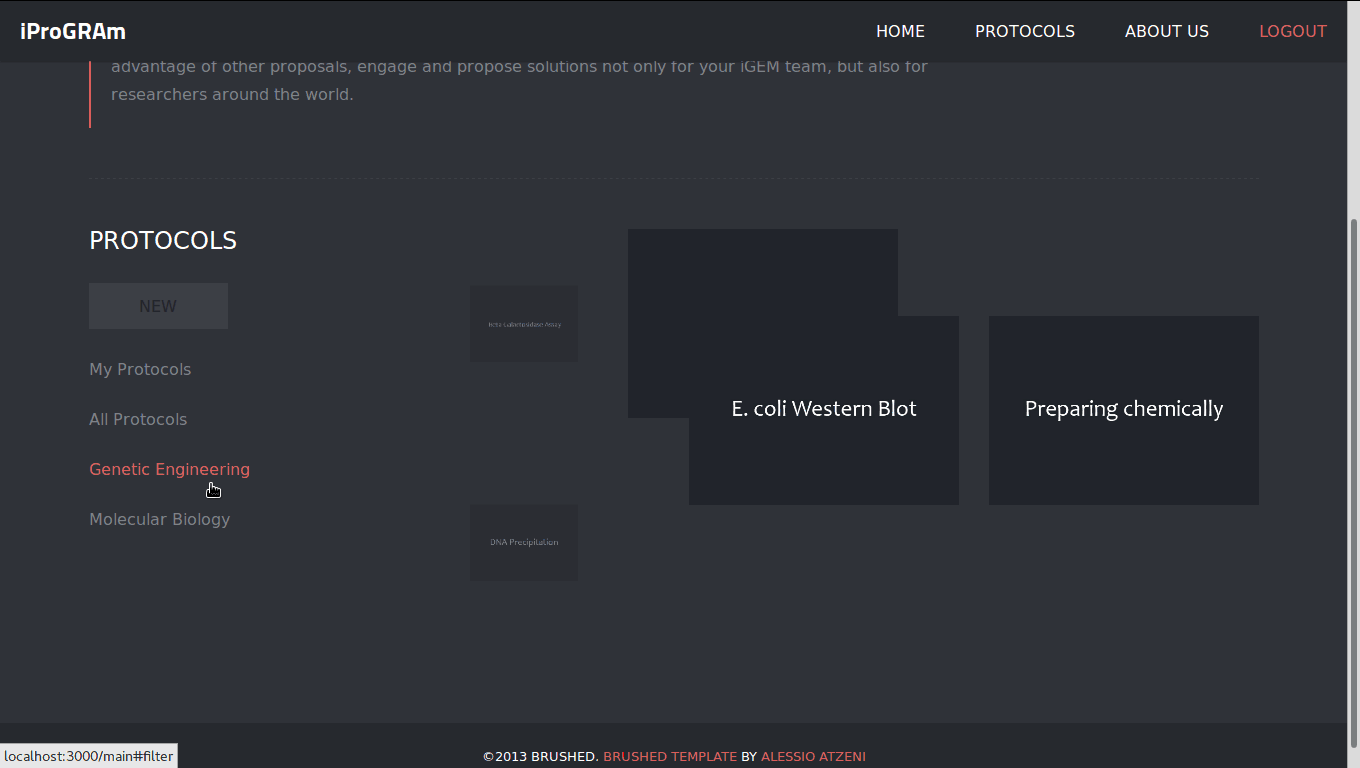 iProGRAm
HOME PROTOCOLS ABOUT US LOGOUT
advantage of other proposals, engage and propose solutions not only for your iGEM team, but also for
researchers around the world.
PROTOCOLS
NEW
My Protocols
All Protocols
Genetic Engineering
Molecular Biology
Assay
DNA Precipitation
E. coli Western Blot
Preparing chemically
localhost:3000/main#filter
©2013 BRUSHED. BRUSHED TEMPLATE BY ALESSIO ATZENI